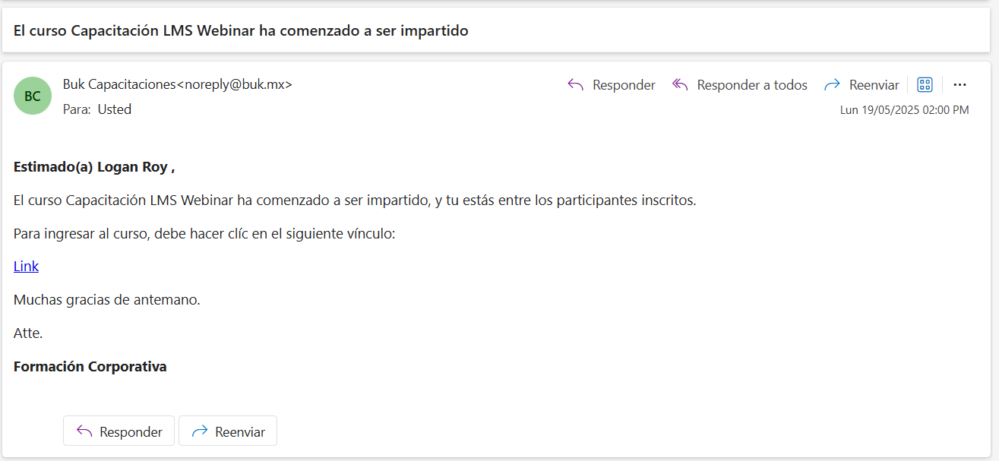 El curso Capacitación LMS Webinar ha comenzado a ser impartido
BC
Buk Capacitaciones<noreply@buk.mx>
Responder
Responder a todos
Reenviar
Para: Usted
Lun 19/05/2025 02:00 PM
Estimado(a) Logan Roy ,
El curso Capacitación LMS Webinar ha comenzado a ser impartido, y tu estás entre los participantes inscritos.
Para ingresar al curso, debe hacer clíc en el siguiente vínculo:
Link
Muchas gracias de antemano.
Atte.
Formación Corporativa
Responder
Reenviar